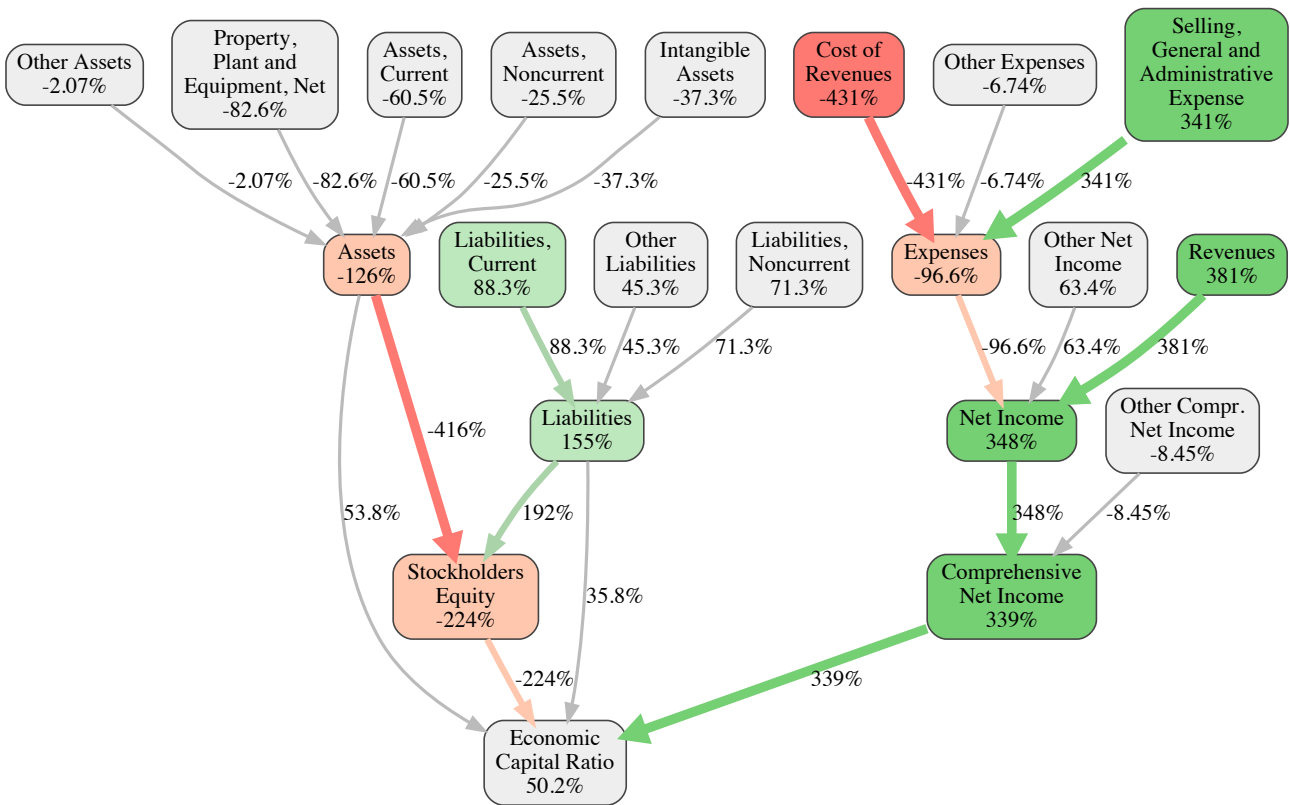 Other Assets
-2.07%
Property,
Plant and
Equipment, Net
-82.6%
Assets,
Current
-60.5%
Assets,
Noncurrent
-25.5%
Intangible
Assets
-37.3%
Cost of
Revenues
-431%
Other Expenses
-6.74%
Selling,
General and
Administrative
Expense
341%
-2.07%
-82.6%
-60.5%
-25.5%
-37.3%
-431%
-6.74%
341%
Assets
-126%
Liabilities,
Current
88.3%
Other
Liabilities
45.3%
Liabilities,
Noncurrent
71.3%
Expenses
-96.6%
Other Net
Income
63.4%
Revenues
381%
88.3%
45.3%
71.3%
-96.6%
63.4%
381%
-416%
Liabilities
155%
Net Income
348%
Other Compr.
Net Income
-8.45%
53.8%
192%
348%
-8.45%
Stockholders
Equity
-224%
35.8%
Comprehensive
Net Income
339%
-224%
339%
Economic
Capital Ratio
50.2%